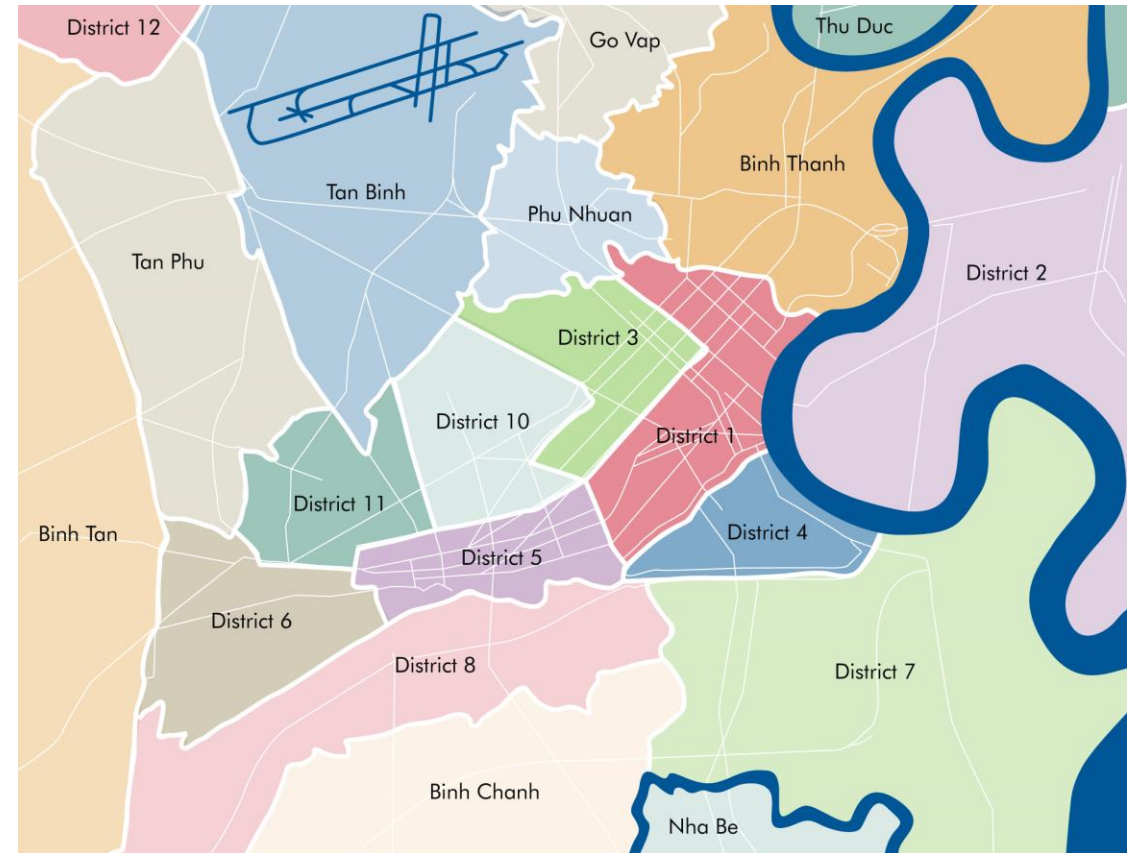 District 12
Go Vap
Thu Duc
Binh Thanh
Tan Binh
Phu Nhuan
Tan Phu
District 2
District 3
District 10
District 1
District 11
District 4
Binh Tan
District 5
District 6
District 8
District 7
Binh Chanh
Nha Be